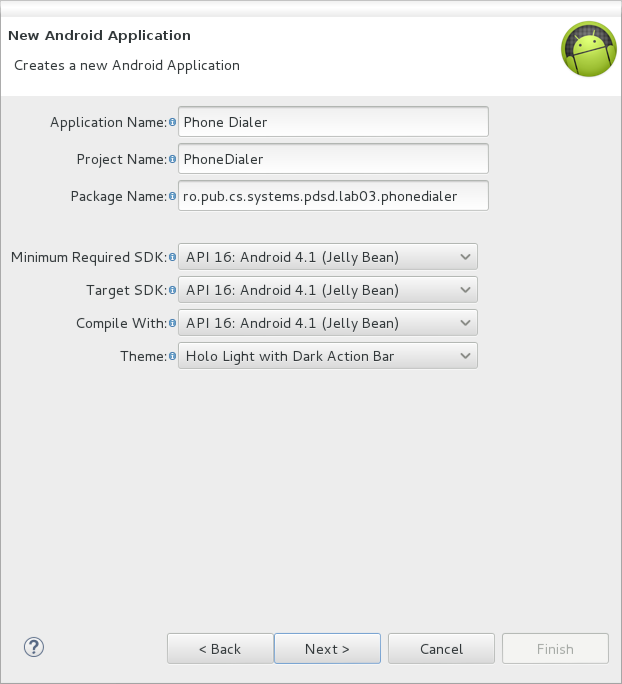 New Android Application
Creates a new Android Application
Application Name: Phone Dialer
Project Name: PhoneDialer
Package Name: ro.pub.cs.systems.pdsd.lab03.phonedialer
Minimum Required SDK: API 16: Android 4.1 (Jelly Bean)
Target SDK: API 16: Android 4.1 (Jelly Bean)
Compile With: API 16: Android 4.1 (Jelly Bean)
Theme: Holo Light with Dark Action Bar
? < Back Next > Cancel Finish